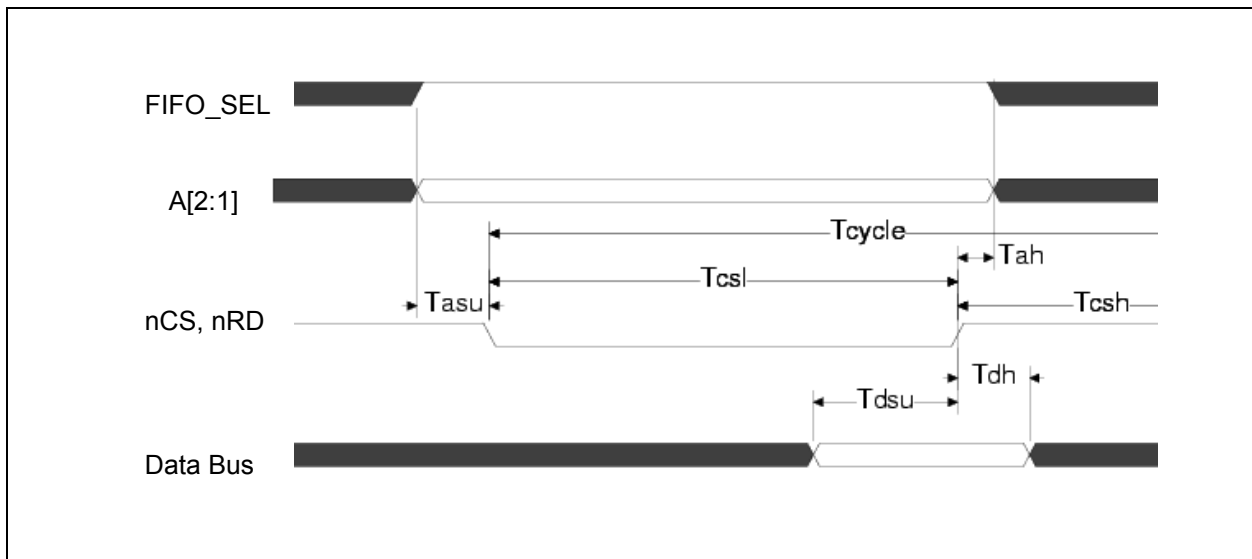 FIFO_SEL
A[2:1]
Tcycle
Tah
Tcsl
Tasu
Tcsh
nCS, nRD
Tdh
Tdsu
Data Bus